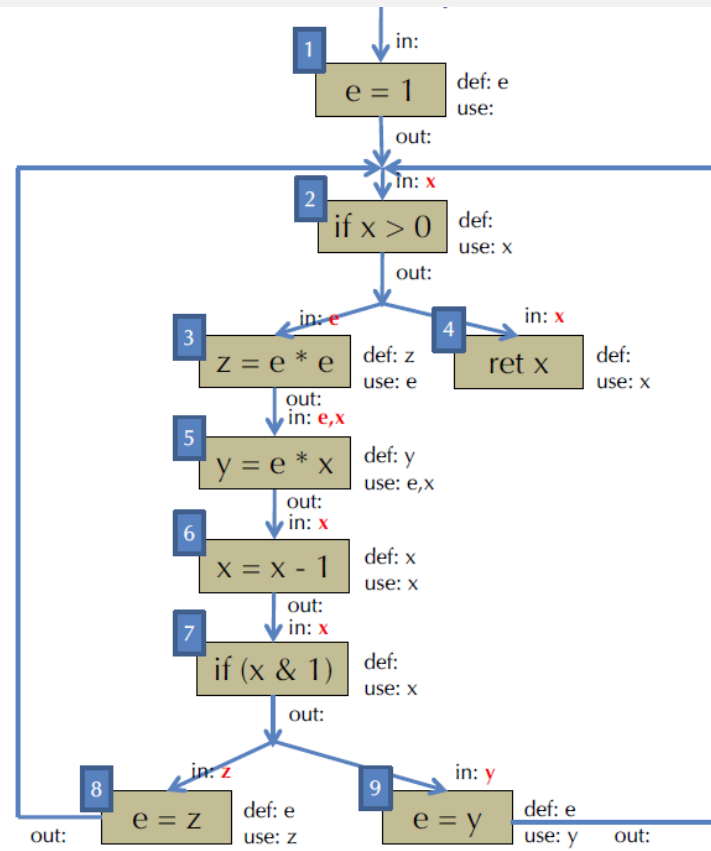 1
in:
e = 1
def: e
use:
out:
in: x
2
if x > 0
def:
use: x
out:
in: e
3
z = e * e
def: z
use: e
out:
in: x
4
ret x
def:
use: x
in: e,x
5
y = e * x
def: y
use: e,x
out:
in: x
6
x = x - 1
def: x
use: x
out:
in: x
7
if (x & 1)
def:
use: x
out:
in: z
8
e = z
def: e
use: z
out:
in: y
9
e = y
def: e
use: y
out: